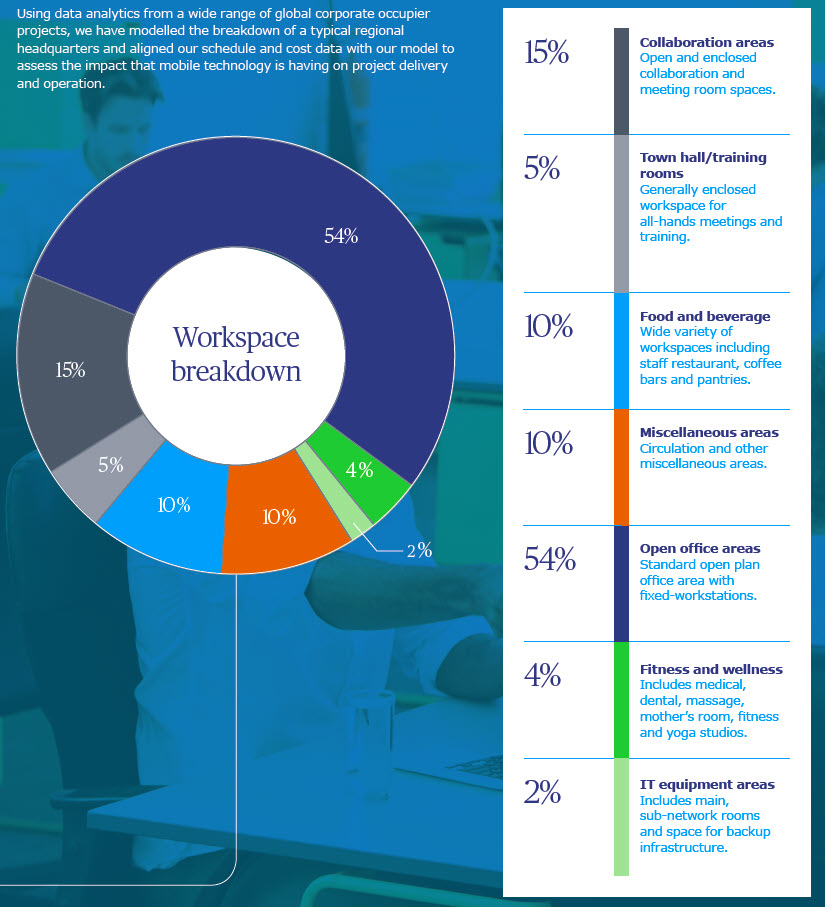 Using data analytics from a wide range of global corporate occupier
projects, we have modelled the breakdown of a typical regional
headquarters and aligned our schedule and cost data with our model to
assess the impact that mobile technology is having on project delivery
and operation.
54%
15%
5%
10%
10%
4%
2%
Workspace
breakdown
15%
Collaboration areas
Open and enclosed
collaboration and
meeting room spaces.
5%
Town hall/training
rooms
Generally enclosed
workspace for
all-hands meetings and
training.
10%
Food and beverage
Wide variety of
workspaces including
staff restaurant, coffee
bars and pantries.
10%
Miscellaneous areas
Circulation and other
miscellaneous areas.
54%
Open office areas
Standard open plan
office area with
fixed-workstations.
4%
Fitness and wellness
Includes medical,
dental, massage,
mother's room, fitness
and yoga studios.
2%
IT equipment areas
Includes main,
sub-network rooms
and space for backup
infrastructure.